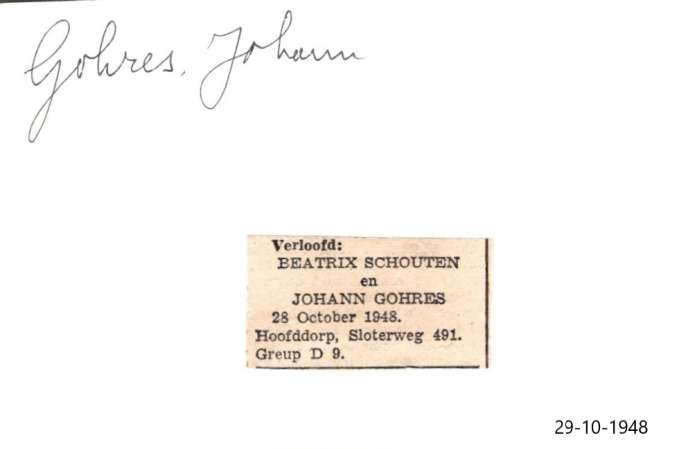 Gohres, Johann
Verloofd:
BEATRIX SCHOUTEN
en
JOHANN GOHRES
28 October 1948.
Hoofddorp, Sloterweg 491.
Greup D 9.
29-10-1948